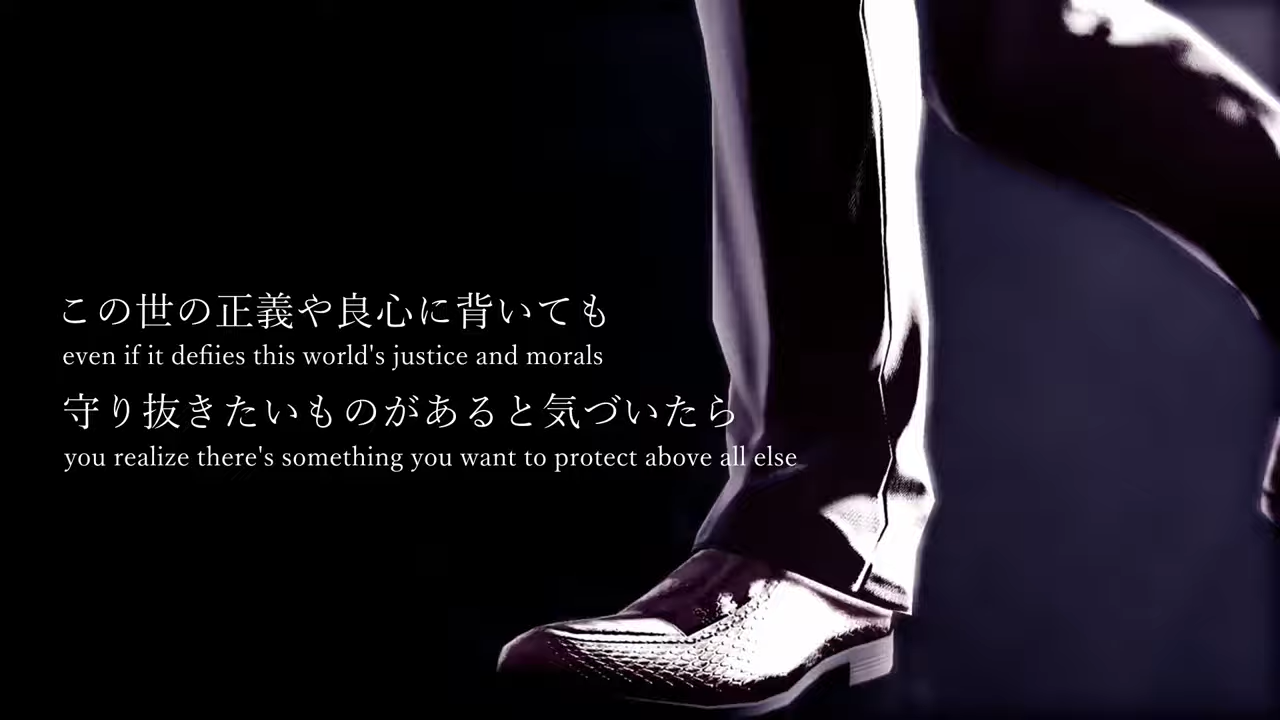 この世の正義や良心に背いても
even if it defiies this world's justice and morals
守り抜きたいものがあると気づいたら
you realize there's something you want to protect above all else